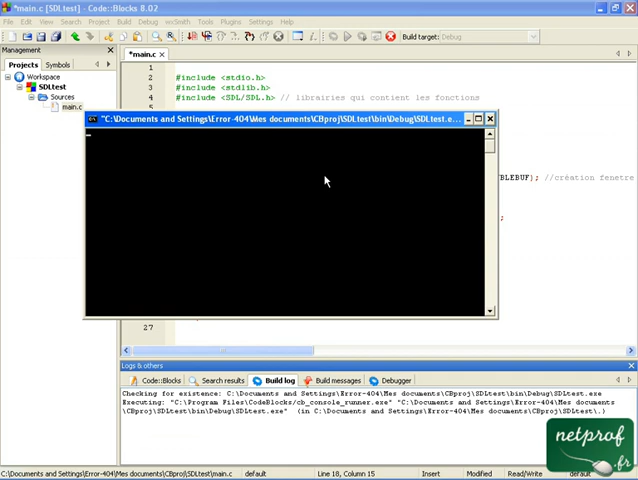 *main.c [SDLtest] - Code::Blocks 8.02
File Edit View Search Project Build Debug wxSmith Tools Plugins Settings Help
Build target: Debug
Management
Projects Symbols
*main.c
Workspace
SDLtest
Sources
main.c
1
2 #include <stdio.h>
3 #include <stdlib.h>
4 #include <SDL/SDL.h> // librairies qui contient les fonctions
"C:\Documents and Settings\Error-404\Mes documents\CBproj\SDLtest\bin\Debug\SDLtest.e...
BLEBUF); //création fenetre
;
27
Logs & others
Code::Blocks Search results Build log Build messages Debugger
Checking for existence: C:\Documents and Settings\Error-404\Mes documents\CBproj\SDLtest\bin\Debug\SDLtest.exe
Executing: "C:\Program Files\CodeBlocks/cb_console_runner.exe" "C:\Documents and Settings\Error-404\Mes
documents\CBproj\SDLtest\bin\Debug\SDLtest.exe" (in C:\Documents and Settings\Error-404\Mes documents\CBproj\SDLtest\.)
C:\Documents and Settings\Error-404\Mes documents\CBproj\SDLtest\main.c default Line 18, Column 15 Insert Modified Read/Write default
netprof
.fr